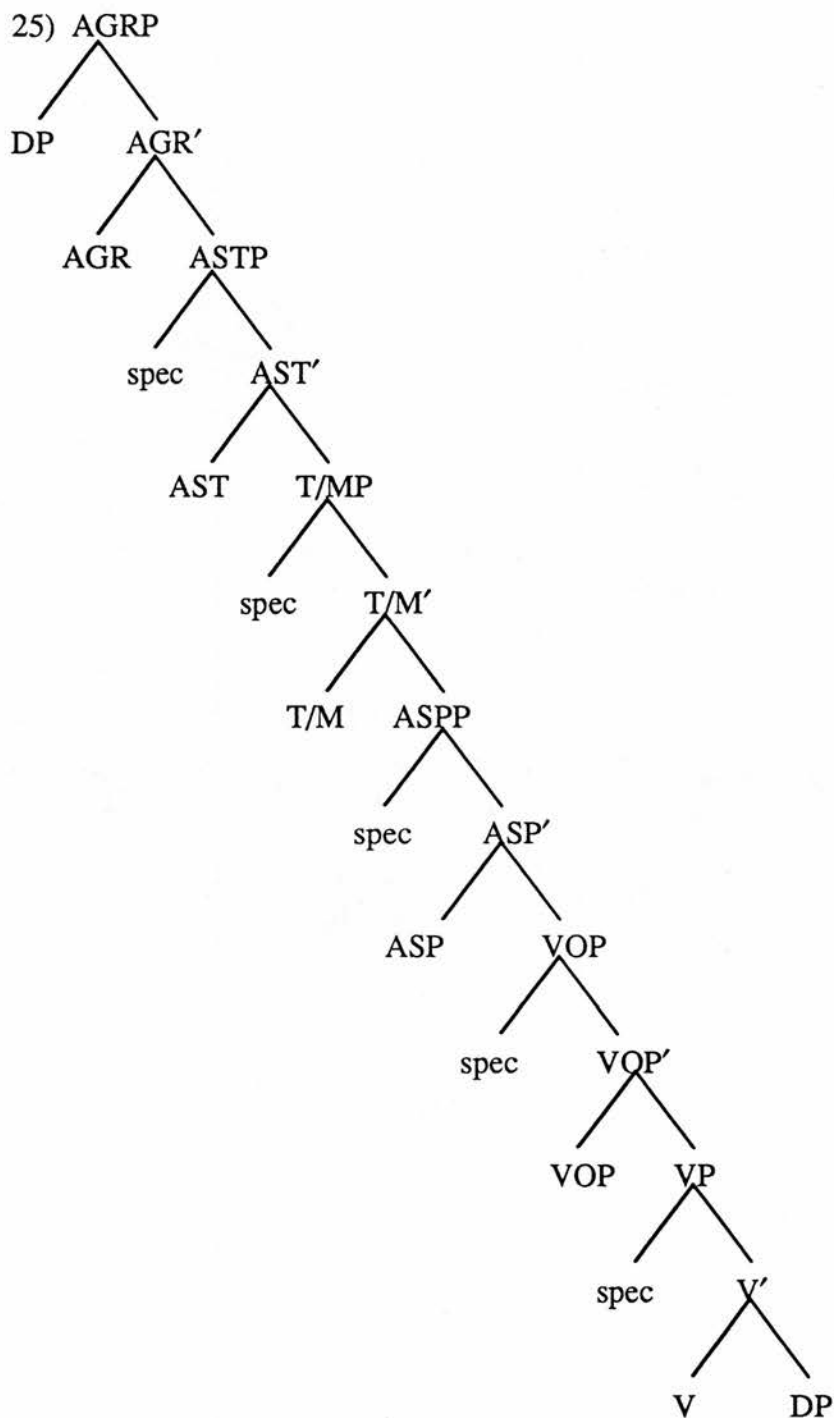 25) AGRP
DP AGR′
AGR ASTP
spec AST′
AST T/MP
spec T/M′
T/M ASPP
spec ASP′
ASP VOP
spec VOP′
VOP VP
spec V′
V DP